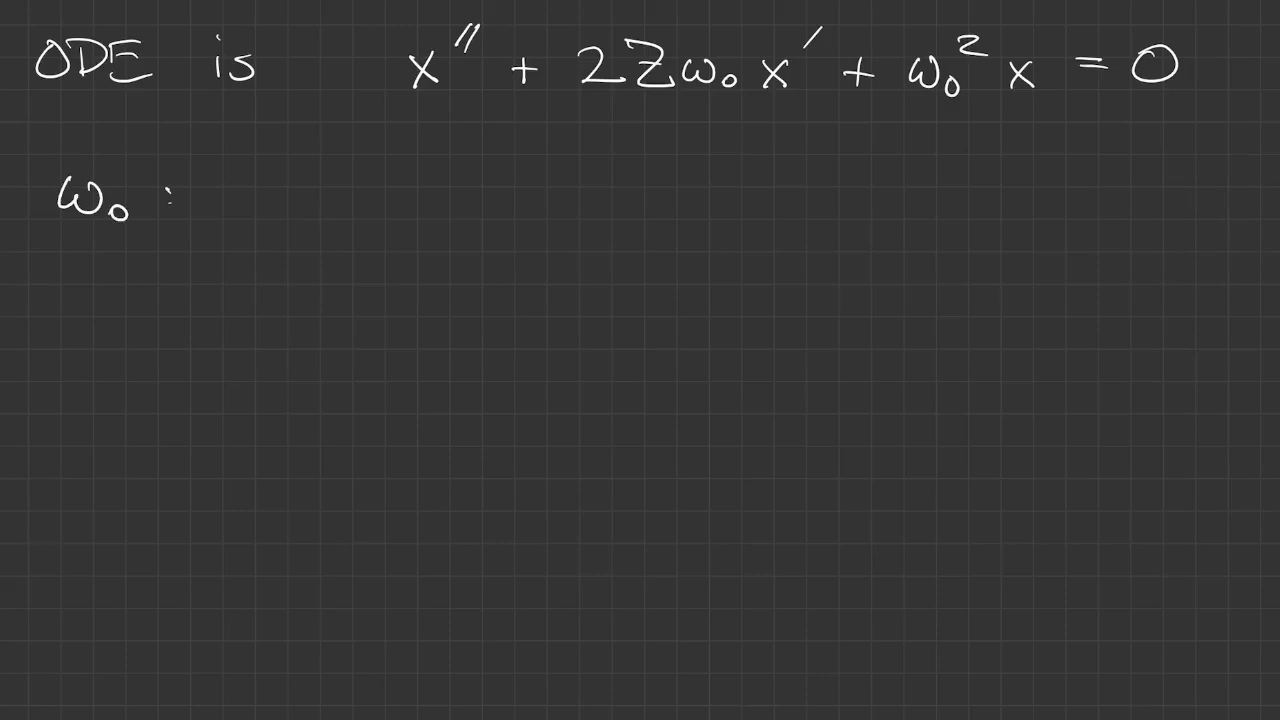 ODE is x'' + 2Zω₀x' + ω₀²x = 0
ω₀ :